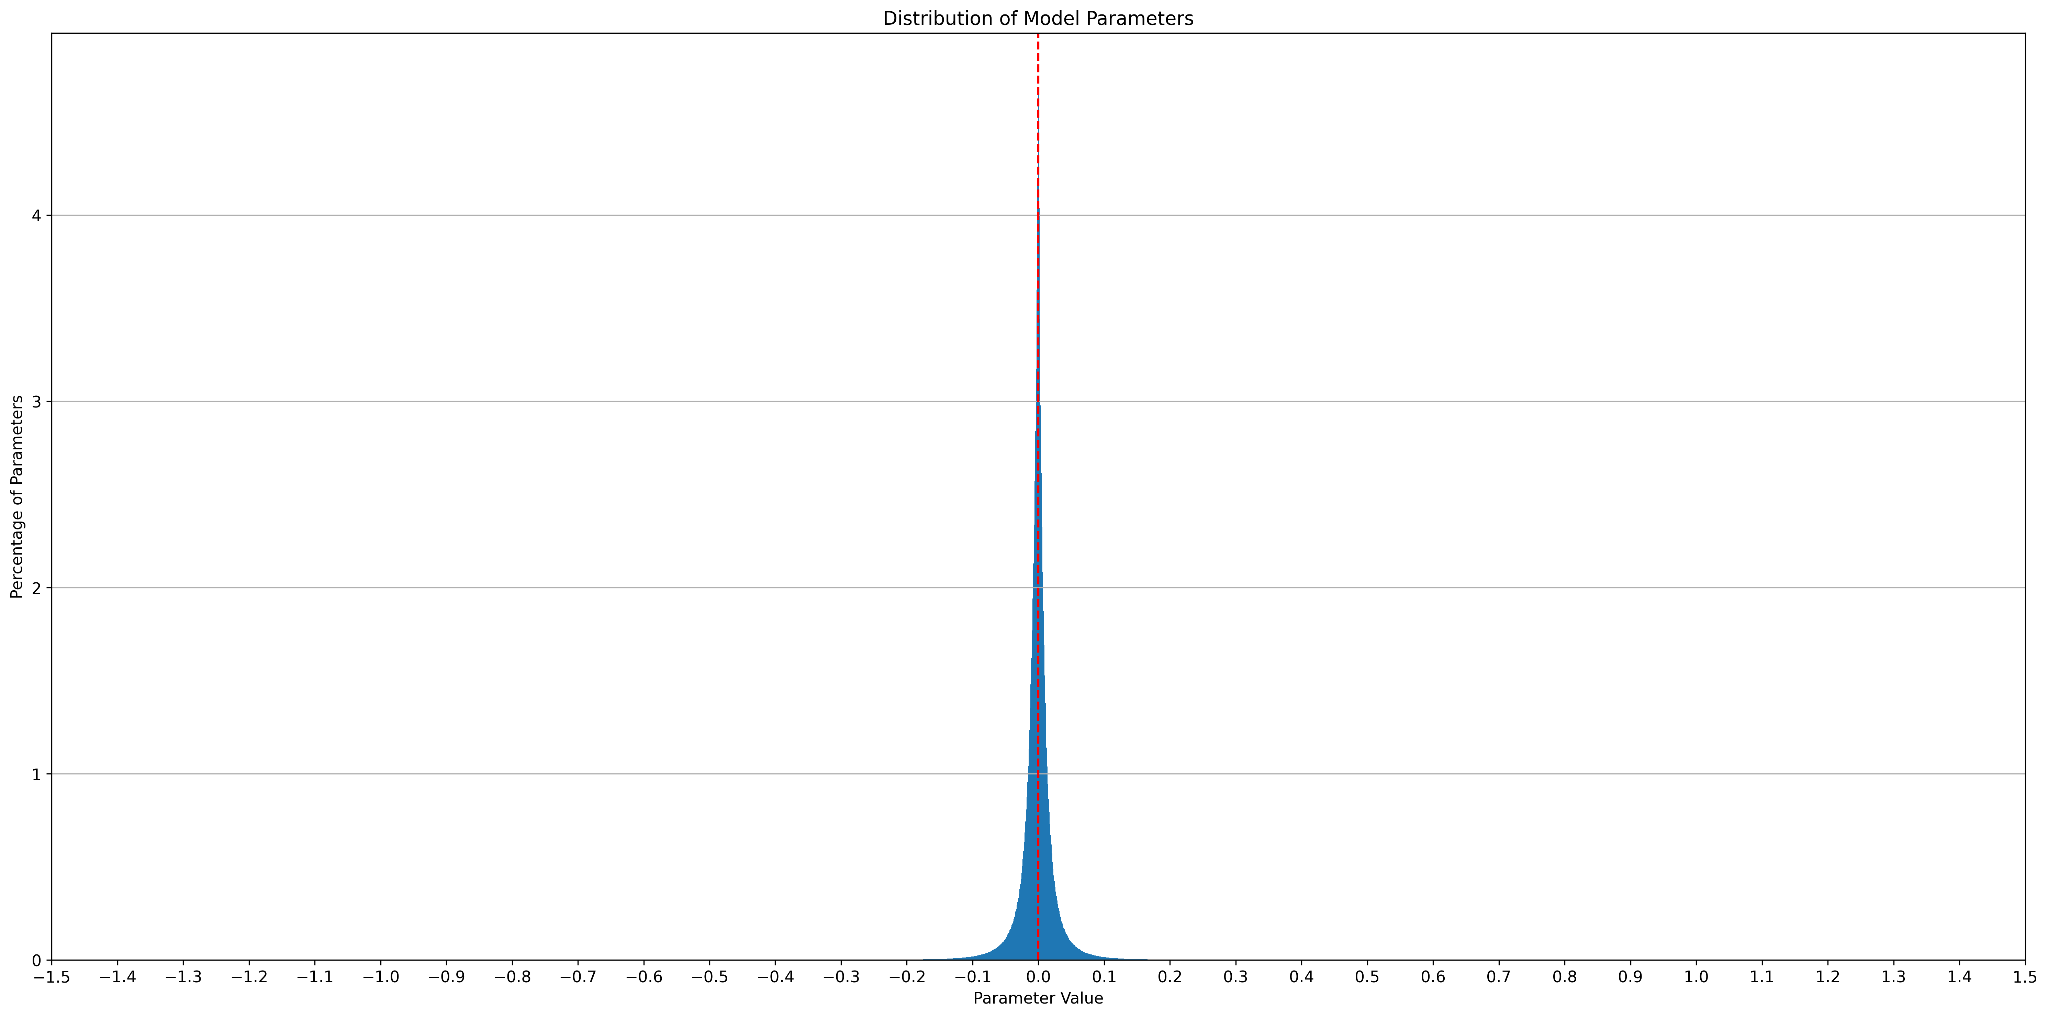 Distribution of Model Parameters
Percentage of Parameters
4
3
2
1
0
−1.5 −1.4 −1.3 −1.2 −1.1 −1.0 −0.9 −0.8 −0.7 −0.6 −0.5 −0.4 −0.3 −0.2 −0.1 0.0 0.1 0.2 0.3 0.4 0.5 0.6 0.7 0.8 0.9 1.0 1.1 1.2 1.3 1.4 1.5
Parameter Value